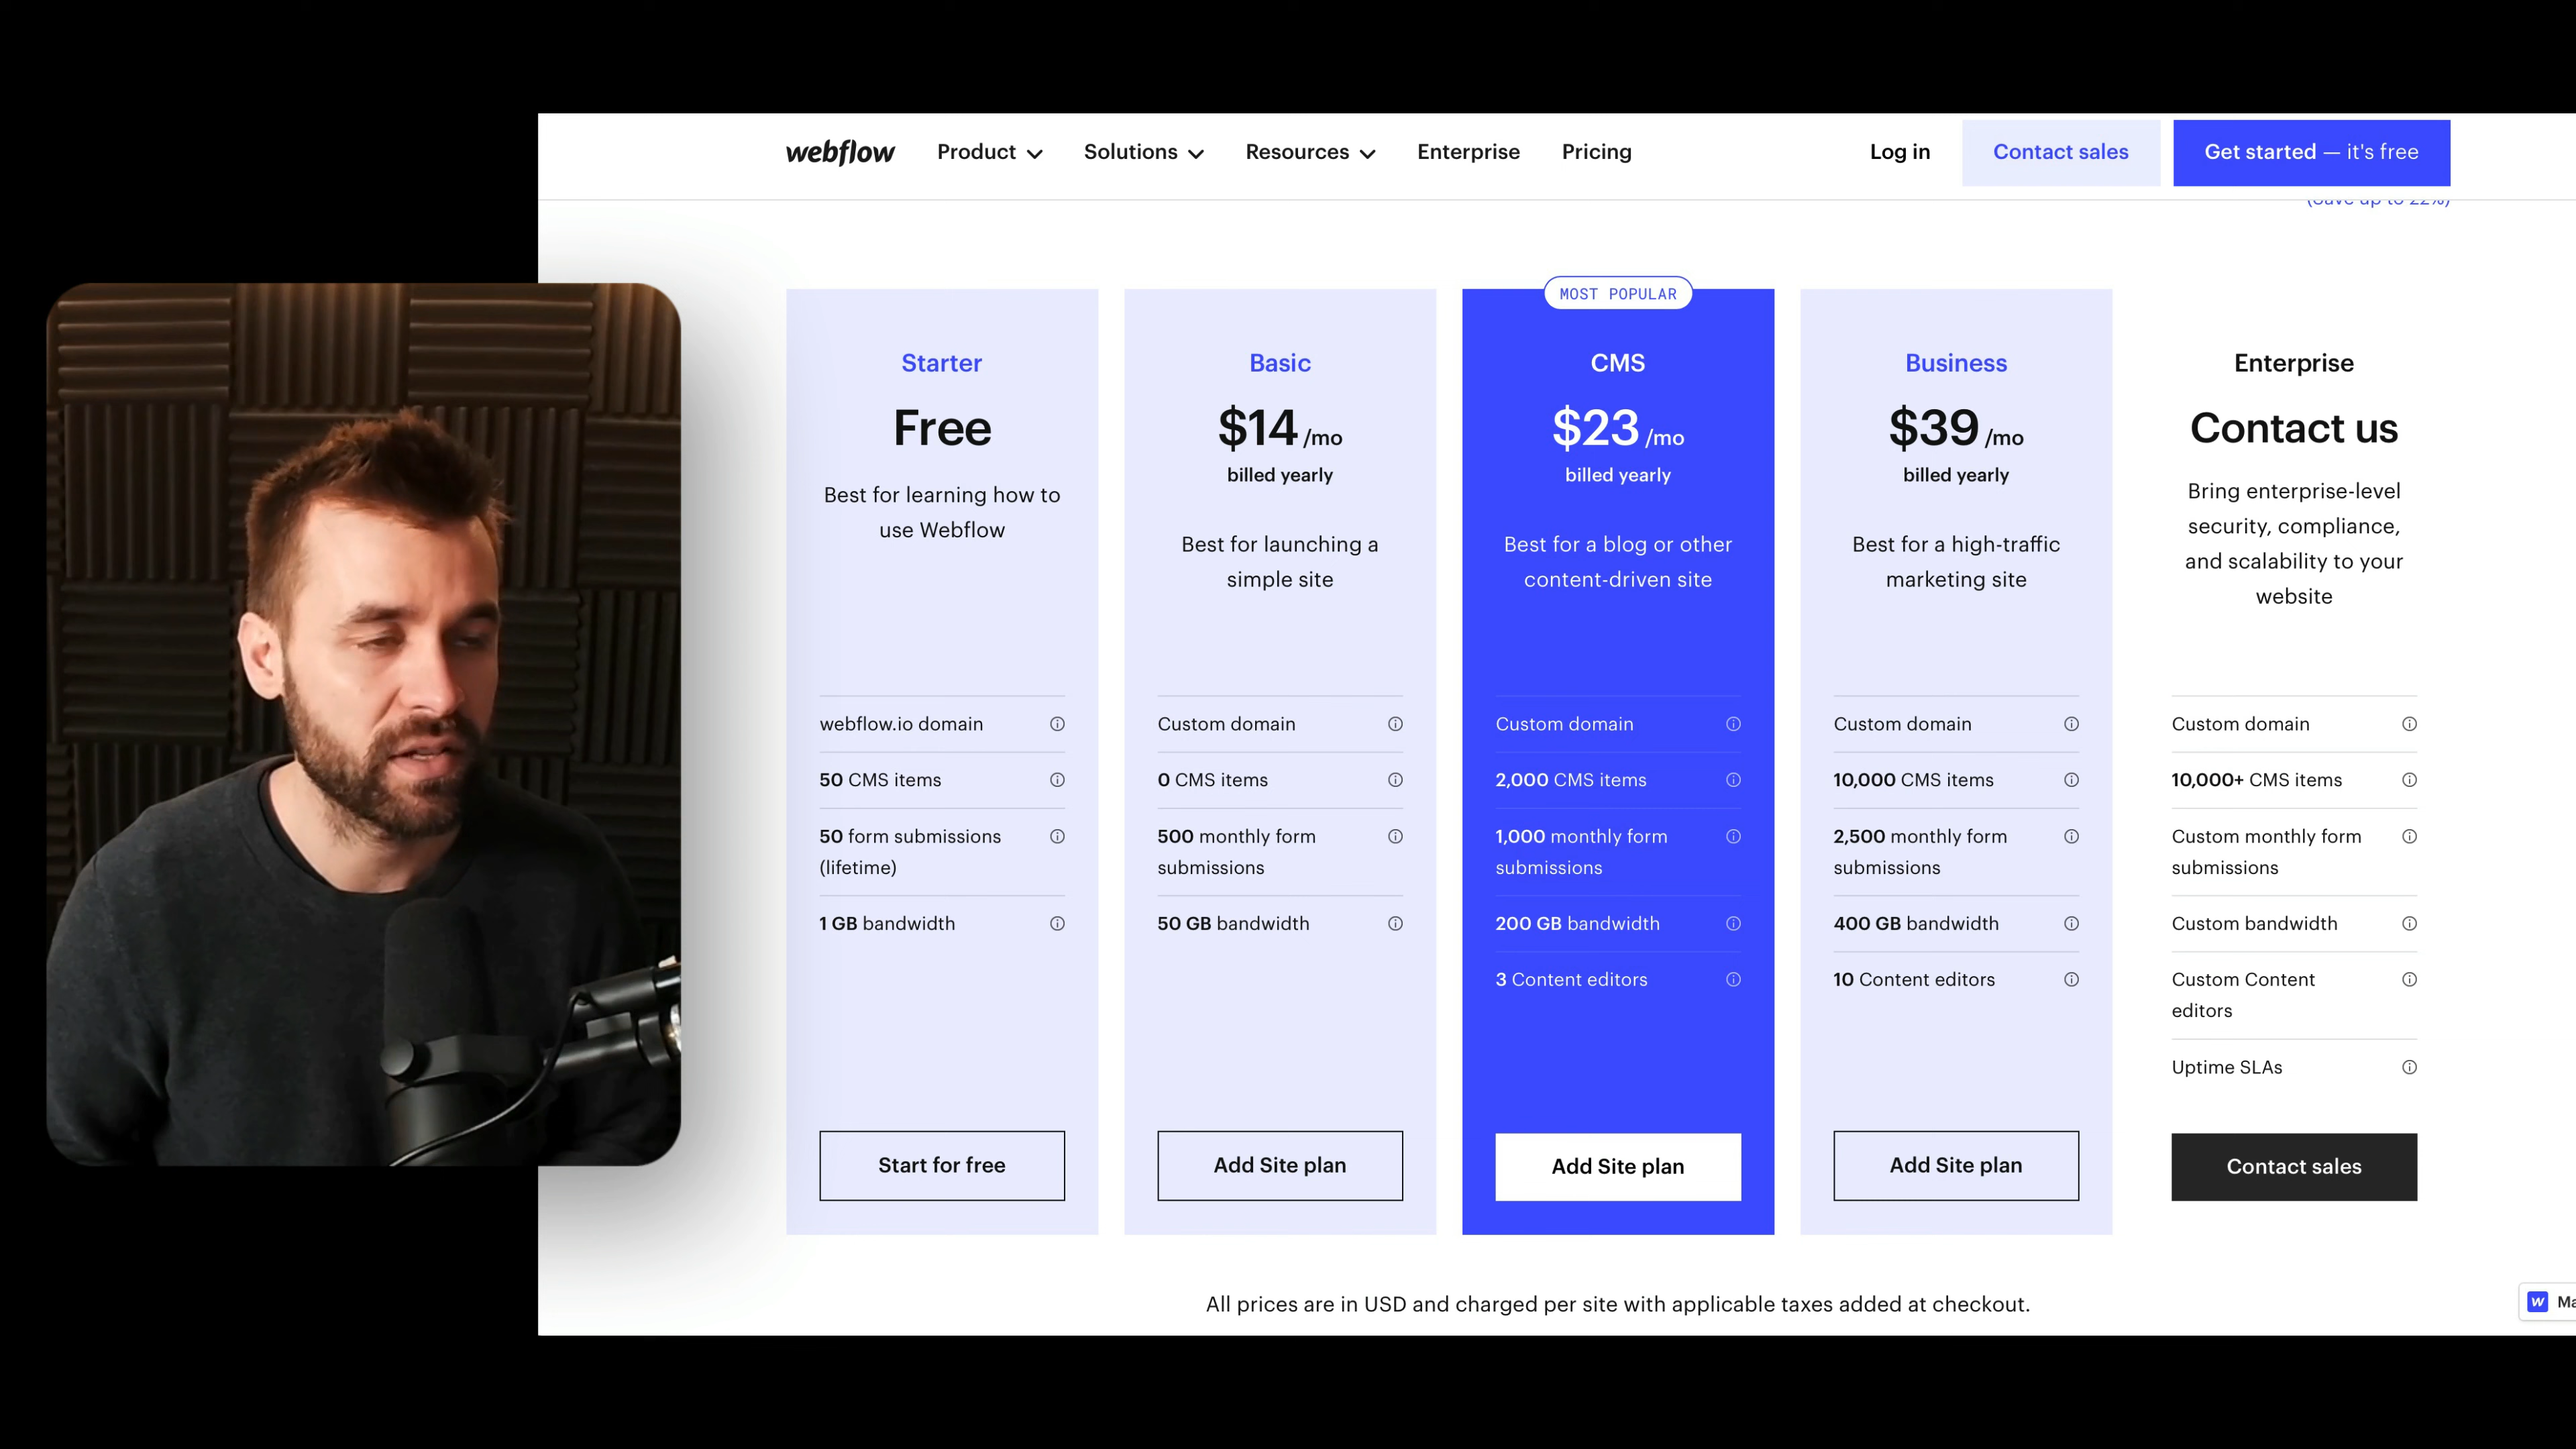 webflow
Product
Solutions
Resources
Enterprise
Pricing
Log in
Contact sales
Get started — it's free
(Save up to 22%)
Starter
Free
Best for learning how to
use Webflow
webflow.io domain
50 CMS items
50 form submissions
(lifetime)
1 GB bandwidth
Start for free
Basic
$14 /mo
billed yearly
Best for launching a
simple site
Custom domain
0 CMS items
500 monthly form
submissions
50 GB bandwidth
Add Site plan
MOST POPULAR
CMS
$23 /mo
billed yearly
Best for a blog or other
content-driven site
Custom domain
2,000 CMS items
1,000 monthly form
submissions
200 GB bandwidth
3 Content editors
Add Site plan
Business
$39 /mo
billed yearly
Best for a high-traffic
marketing site
Custom domain
10,000 CMS items
2,500 monthly form
submissions
400 GB bandwidth
10 Content editors
Add Site plan
Enterprise
Contact us
Bring enterprise-level
security, compliance,
and scalability to your
website
Custom domain
10,000+ CMS items
Custom monthly form
submissions
Custom bandwidth
Custom Content
editors
Uptime SLAs
Contact sales
All prices are in USD and charged per site with applicable taxes added at checkout.